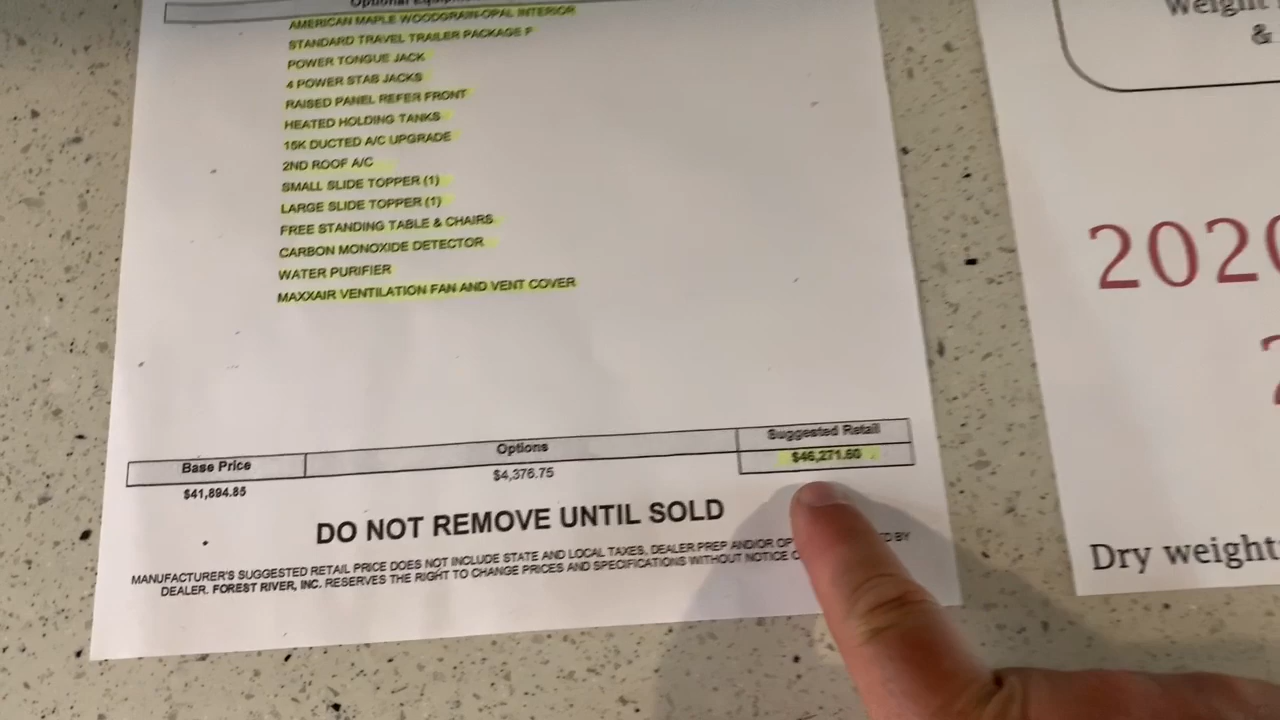 Optional
AMERICAN MAPLE WOODGRAIN-OPAL INTERIOR
STANDARD TRAVEL TRAILER PACKAGE F
POWER TONGUE JACK
4 POWER STAB JACKS
RAISED PANEL REFER FRONT
HEATED HOLDING TANKS
15K DUCTED A/C UPGRADE
2ND ROOF A/C
SMALL SLIDE TOPPER (1)
LARGE SLIDE TOPPER (1)
FREE STANDING TABLE & CHAIRS
CARBON MONOXIDE DETECTOR
WATER PURIFIER
MAXXAIR VENTILATION FAN AND VENT COVER
Base Price Options Suggested Retail
$41,894.85 $4,376.75 $46,271.60
DO NOT REMOVE UNTIL SOLD
MANUFACTURER'S SUGGESTED RETAIL PRICE DOES NOT INCLUDE STATE AND LOCAL TAXES, DEALER PREP AND/OR BY
DEALER. FOREST RIVER, INC. RESERVES THE RIGHT TO CHANGE PRICES AND SPECIFICATIONS WITHOUT NOTICE
Weight
&
2020
2
Dry weight